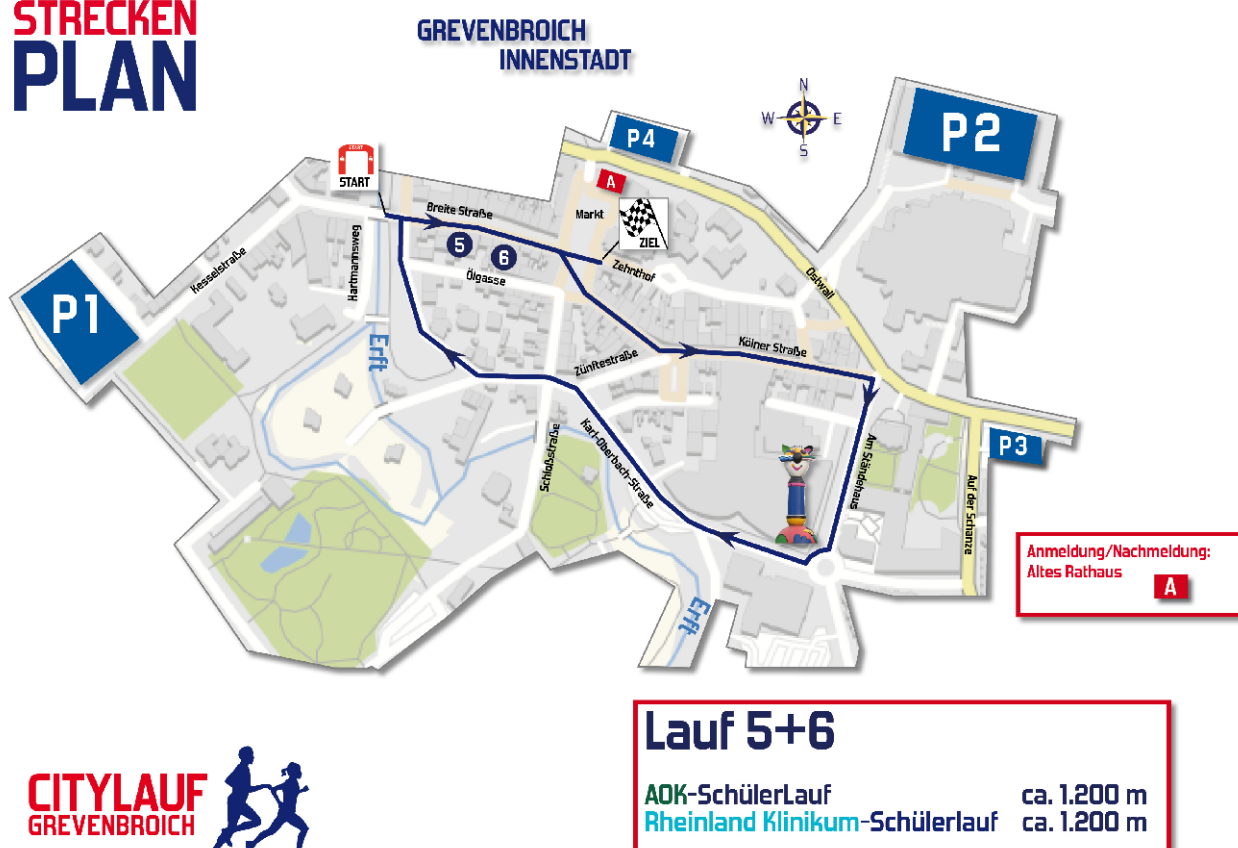 STRECKEN
PLAN
GREVENBROICH
INNENSTADT
N
W E
S
P4
P2
START
START
A
Breite Straße
Markt
ZIEL
5
6
Zehnthof
Kesselstraße
Hartmannsweg
Ölgasse
Ostwall
P1
Erft
Zünftestraße
Kölner Straße
Karl-Oberbach-Straße
Schloßstraße
Am Ständehaus
P3
Auf der Schanze
Erft
Anmeldung/Nachmeldung:
Altes Rathaus
A
Lauf 5+6
AOK-SchülerLauf ca. 1.200 m
Rheinland Klinikum-Schülerlauf ca. 1.200 m
CITYLAUF
GREVENBROICH